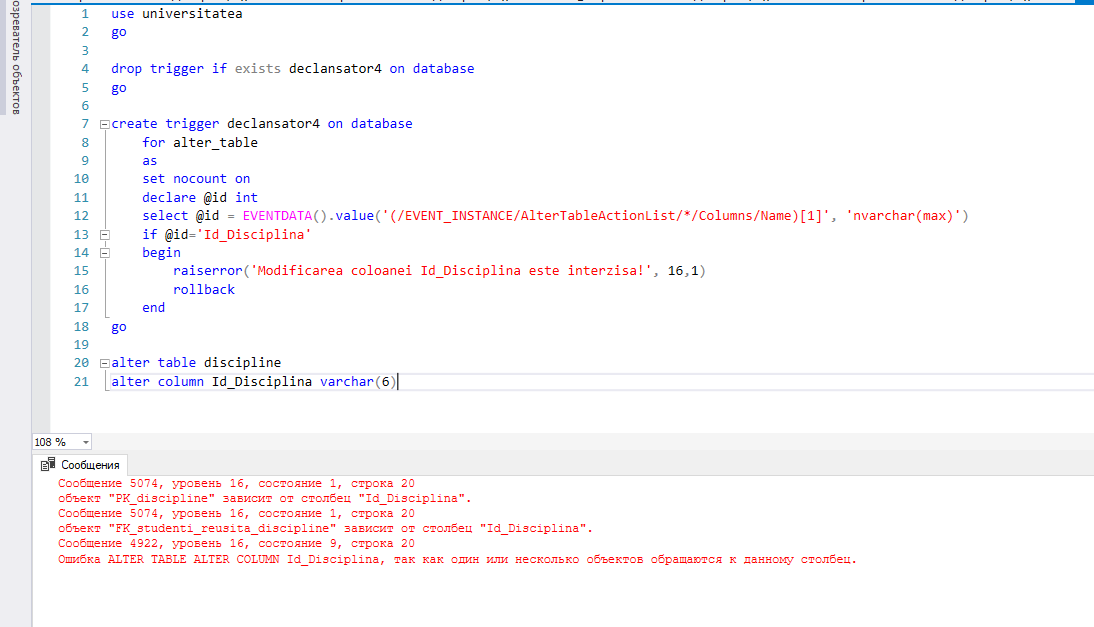 озреватель объектов
1 use universitatea
2 go
3
4 drop trigger if exists declansator4 on database
5 go
6
7 create trigger declansator4 on database
8 for alter_table
9 as
10 set nocount on
11 declare @id int
12 select @id = EVENTDATA().value('(/EVENT_INSTANCE/AlterTableActionList/*/Columns/Name)[1]', 'nvarchar(max)')
13 if @id='Id_Disciplina'
14 begin
15 raiserror('Modificarea coloanei Id_Disciplina este interzisa!', 16,1)
16 rollback
17 end
18 go
19
20 alter table discipline
21 alter column Id_Disciplina varchar(6)
108 %
Сообщения
Сообщение 5074, уровень 16, состояние 1, строка 20
объект "PK_discipline" зависит от столбец "Id_Disciplina".
Сообщение 5074, уровень 16, состояние 1, строка 20
объект "FK_studenti_reusita_discipline" зависит от столбец "Id_Disciplina".
Сообщение 4922, уровень 16, состояние 9, строка 20
Ошибка ALTER TABLE ALTER COLUMN Id_Disciplina, так как один или несколько объектов обращаются к данному столбец.